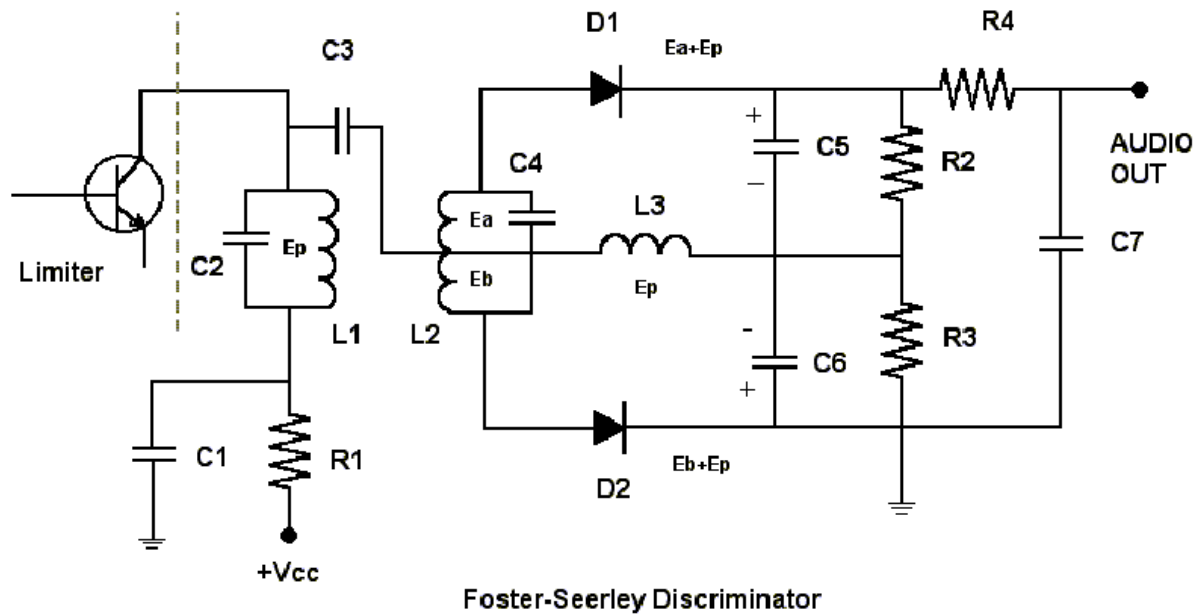 D1
Ea+Ep
R4
C3
+
C5
R2
AUDIO
OUT
C4
–
L3
C7
Limiter
C2
Ep
Ea
Eb
Ep
L1
L2
-
C6
R3
+
C1
R1
D2
Eb+Ep
+Vcc
Foster-Seerley Discriminator